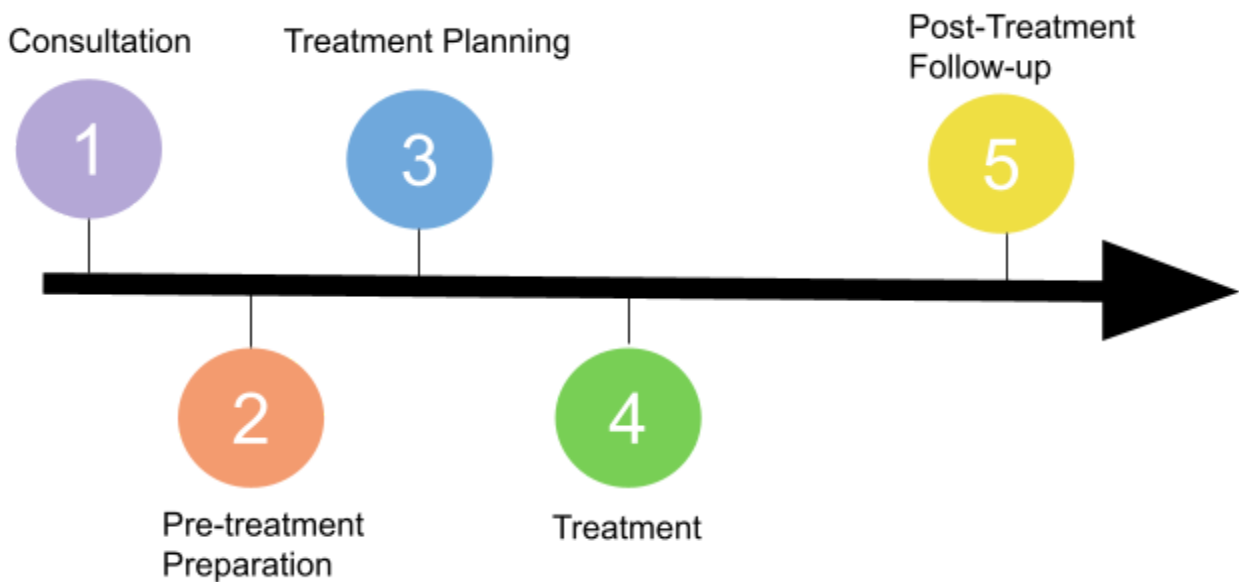 Consultation
1
Pre-treatment
Preparation
2
Treatment Planning
3
Treatment
4
Post-Treatment
Follow-up
5